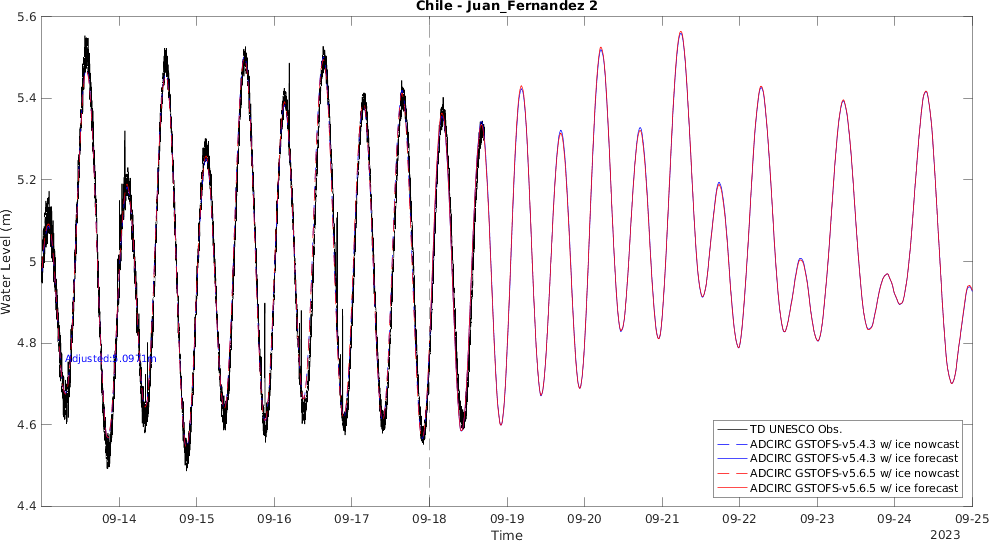 Chile - Juan_Fernandez 2
5.6
5.4
5.2
5
4.8
4.6
4.4
Water Level (m)
Adjusted:5.0971m
TD UNESCO Obs.
ADCIRC GSTOFS-v5.4.3 w/ ice nowcast
ADCIRC GSTOFS-v5.4.3 w/ ice forecast
ADCIRC GSTOFS-v5.6.5 w/ ice nowcast
ADCIRC GSTOFS-v5.6.5 w/ ice forecast
09-14 09-15 09-16 09-17 09-18 09-19 09-20 09-21 09-22 09-23 09-24 09-25
Time
2023